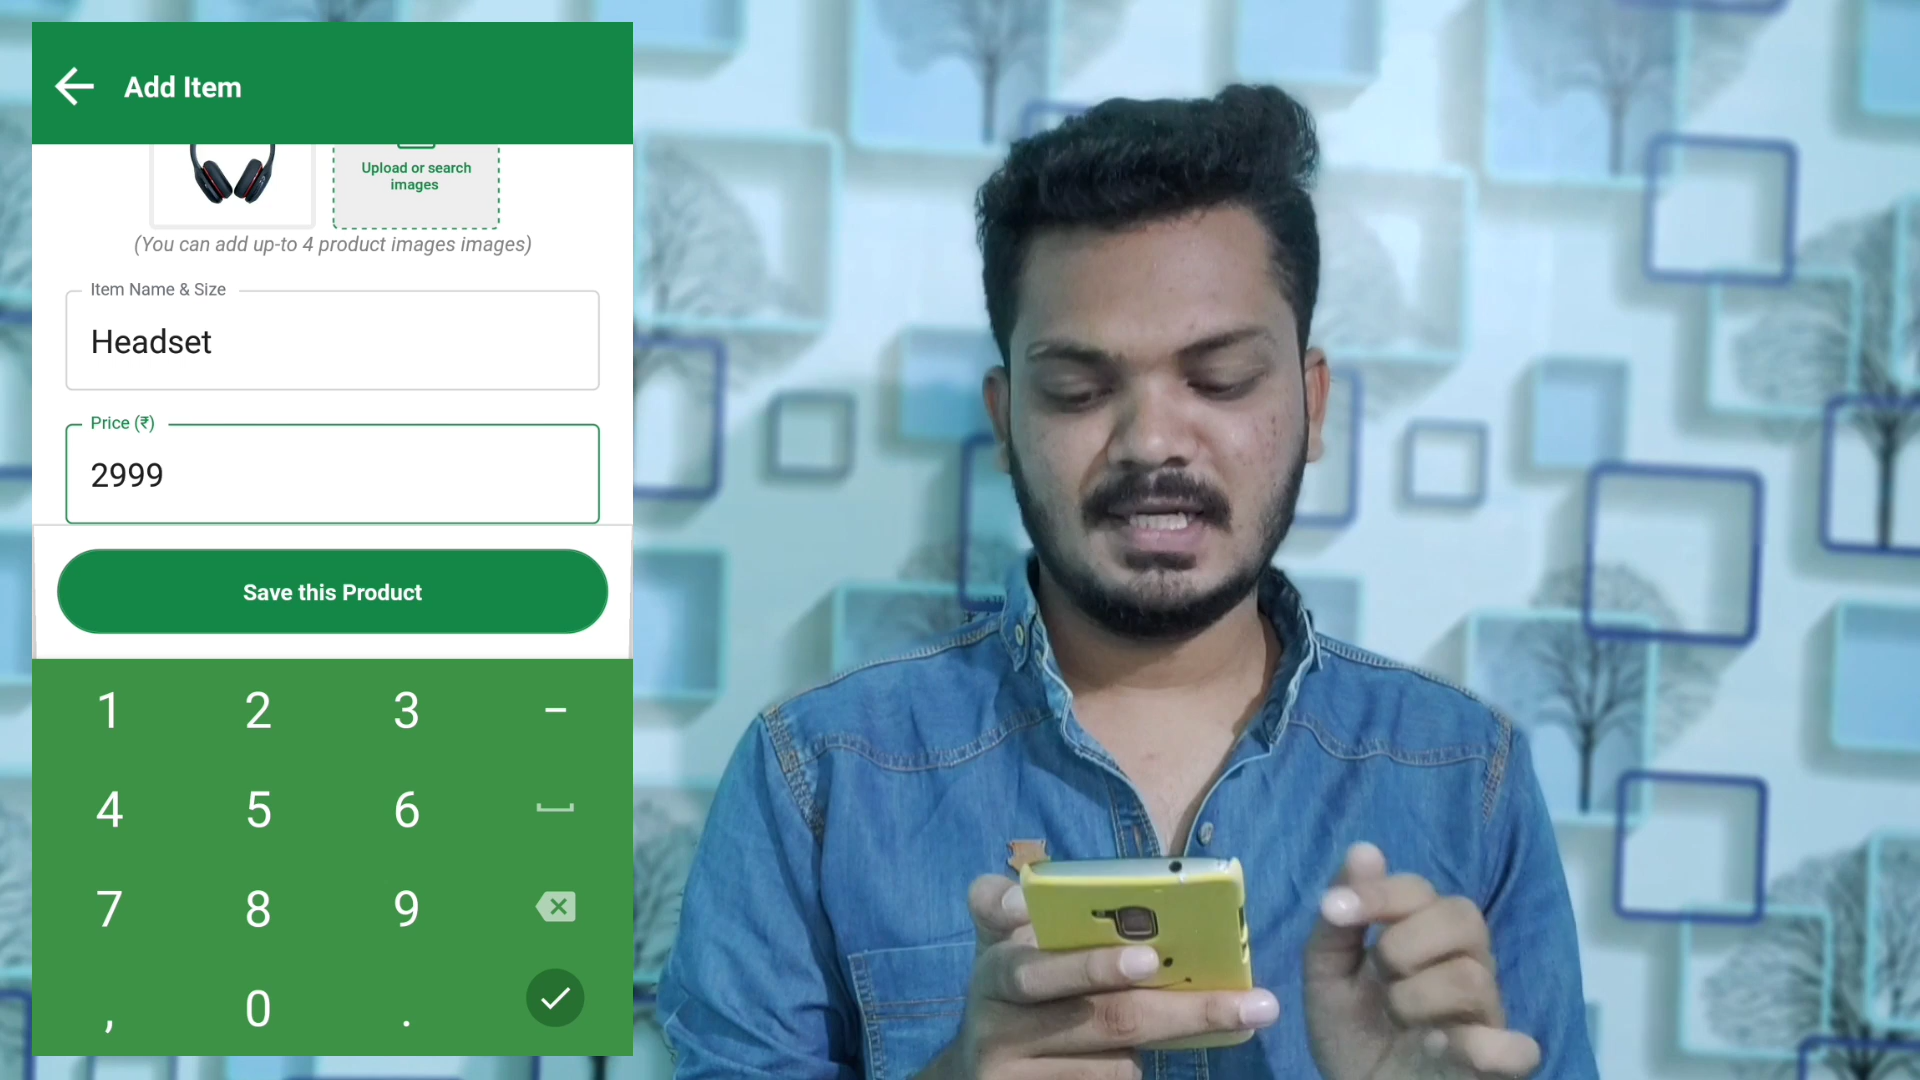 Add Item
Upload or search
images
(You can add up-to 4 product images images)
Item Name & Size
Headset
Price (₹)
2999
Save this Product
1 2 3 –
4 5 6
7 8 9
, 0 .